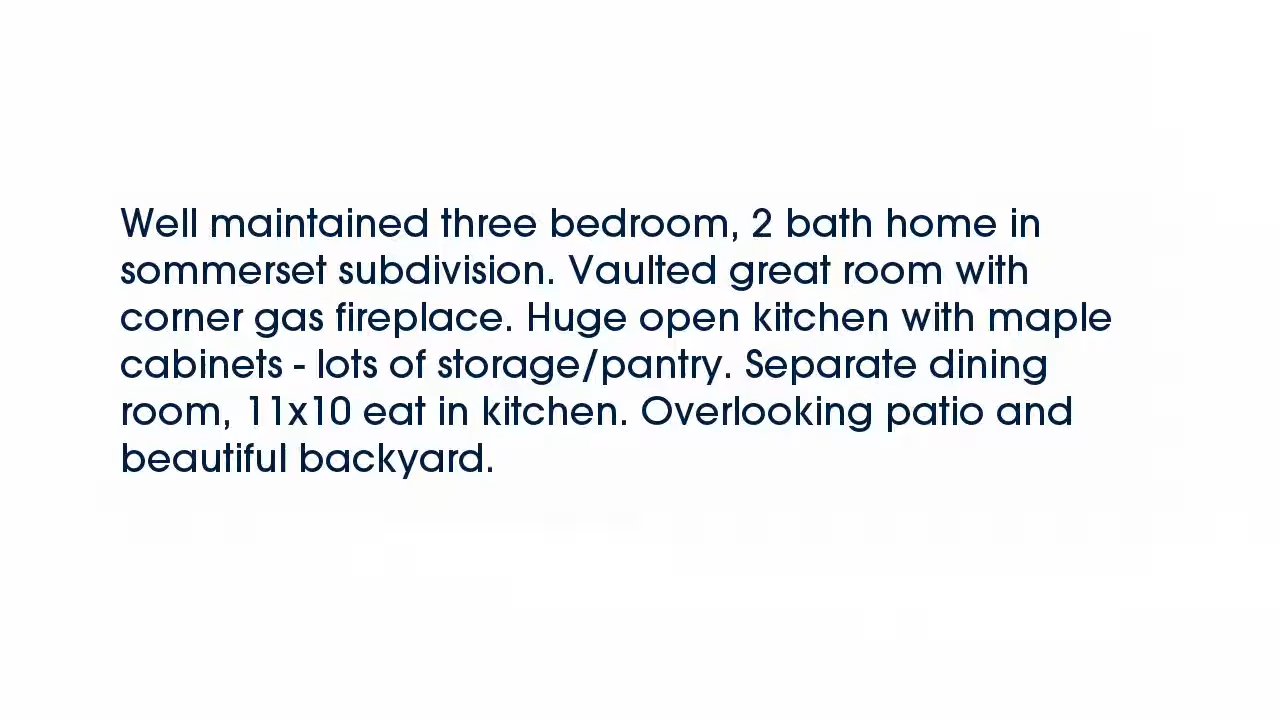 Well maintained three bedroom, 2 bath home in
sommerset subdivision. Vaulted great room with
corner gas fireplace. Huge open kitchen with maple
cabinets - lots of storage/pantry. Separate dining
room, 11x10 eat in kitchen. Overlooking patio and
beautiful backyard.